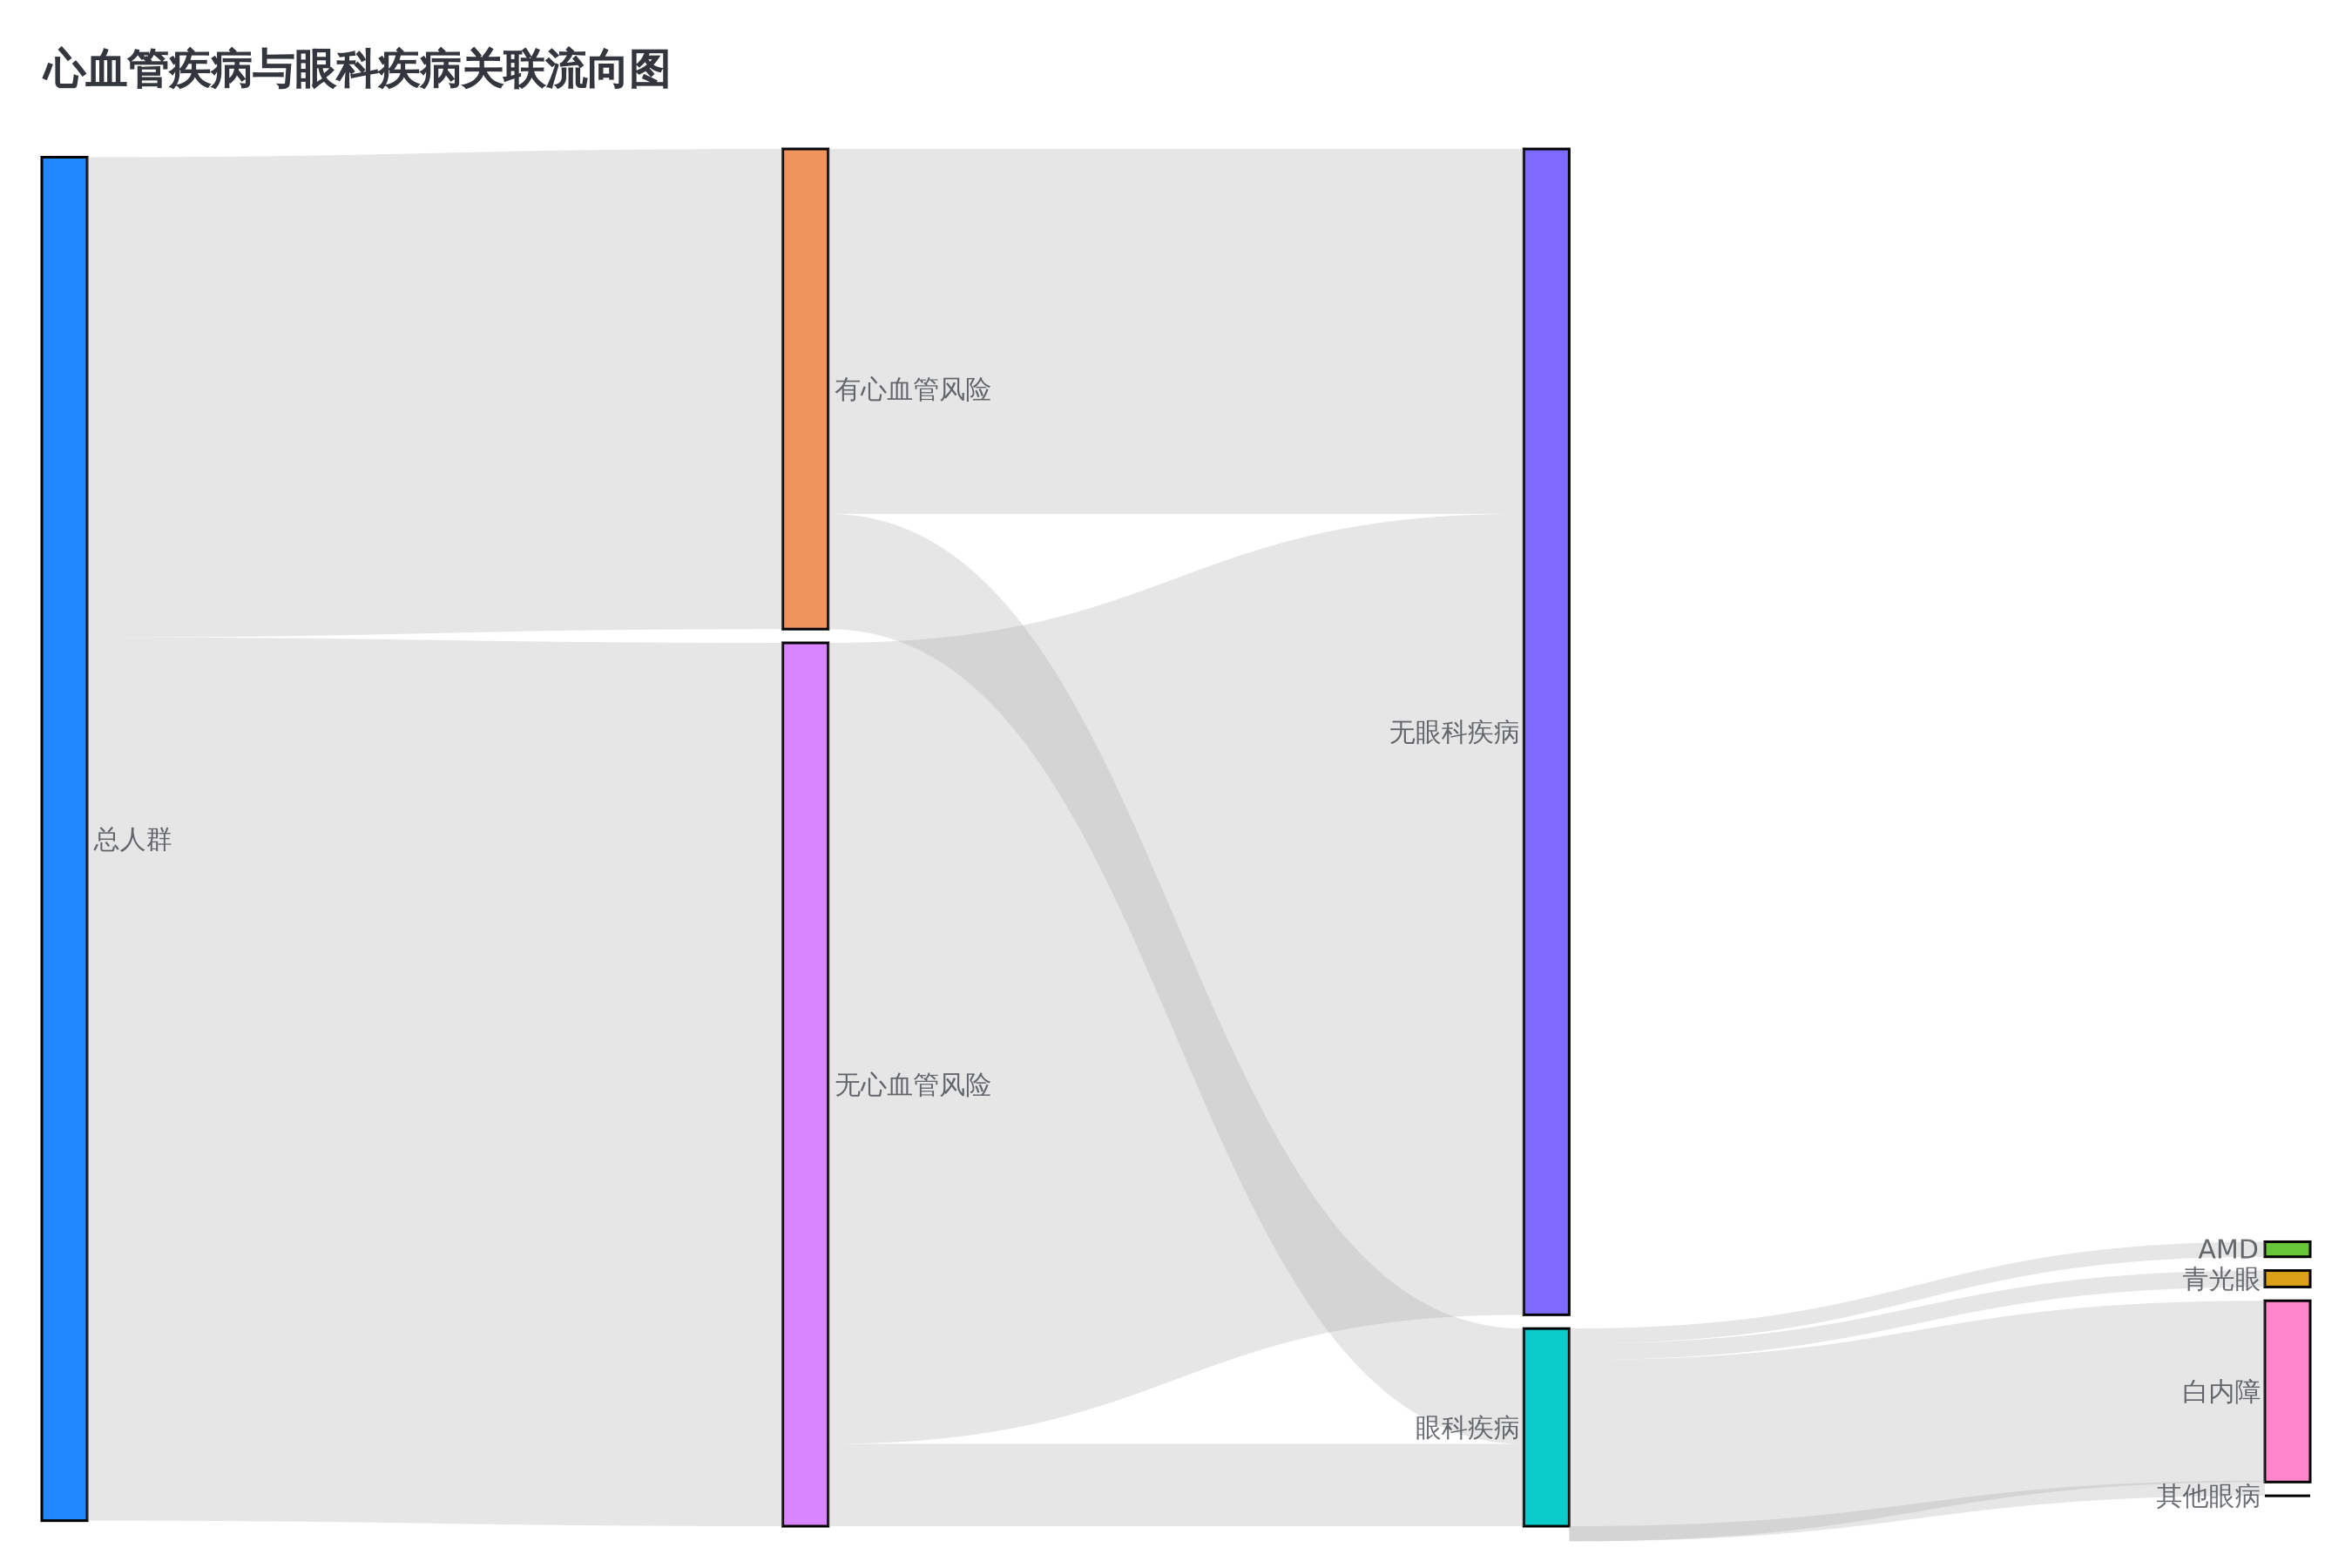 心血管疾病与眼科疾病关联流向图
有心血管风险
无眼科疾病
总人群
无心血管风险
AMD
青光眼
白内障
眼科疾病
其他眼病